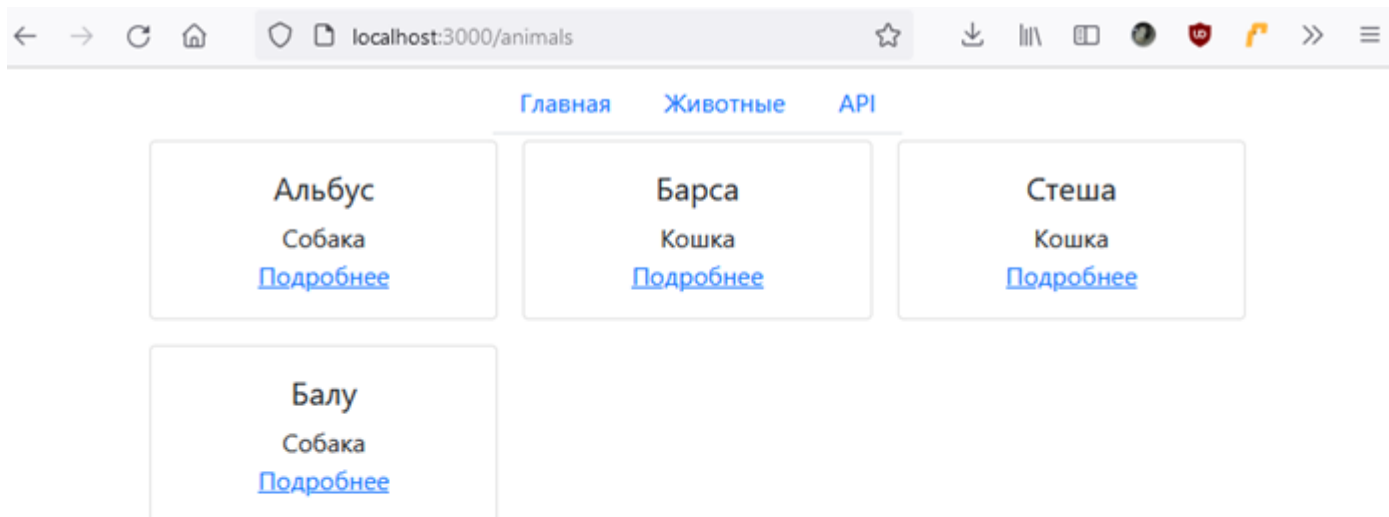 localhost:3000/animals
Главная Животные API
Альбус Барса Стеша
Собака Кошка Кошка
Подробнее Подробнее Подробнее
Балу
Собака
Подробнее